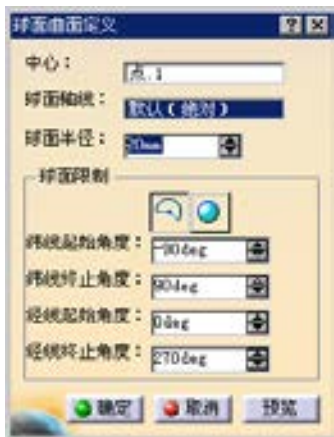 球面曲面定义
中心：
点.1
球面轴线：
默认（绝对）
球面半径：
20mm
球面限制
纬线起始角度：
-90deg
纬线终止角度：
90deg
经线起始角度：
0deg
经线终止角度：
270deg
确定 取消 预览